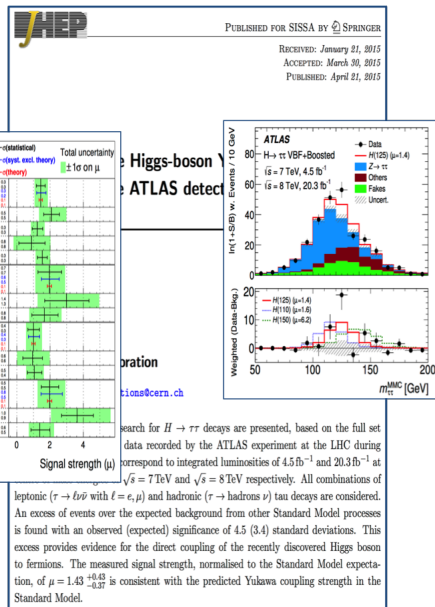 JHEP
PUBLISHED FOR SISSA BY Springer
RECEIVED: January 21, 2015
ACCEPTED: March 30, 2015
PUBLISHED: April 21, 2015
σ(statistical)
σ(syst. excl. theory)
σ(theory)
Total uncertainty
±1σ on μ
0 2 4
Signal strength (μ)
Higgs-boson
ATLAS detect
oration
tions@cern.ch
ln(1+S/B) w. Events / 10 GeV
ATLAS
H→ ττ VBF+Boosted
√s = 7 TeV, 4.5 fb⁻¹
√s = 8 TeV, 20.3 fb⁻¹
Data
H(125) (μ=1.4)
Z→ ττ
Others
Fakes
Uncert.
80
60
40
20
0
Weighted (Data-Bkg.)
20
10
0
H(125) (μ=1.4)
H(110) (μ=1.6)
H(150) (μ=6.2)
50 100 150 200
m_ττ^MMC [GeV]
search for H → ττ decays are presented, based on the full set
data recorded by the ATLAS experiment at the LHC during
correspond to integrated luminosities of 4.5 fb⁻¹ and 20.3 fb⁻¹ at
√s = 7 TeV and √s = 8 TeV respectively. All combinations of
leptonic (τ → ℓνν̄ with ℓ = e, μ) and hadronic (τ → hadrons ν) tau decays are considered.
An excess of events over the expected background from other Standard Model processes
is found with an observed (expected) significance of 4.5 (3.4) standard deviations. This
excess provides evidence for the direct coupling of the recently discovered Higgs boson
to fermions. The measured signal strength, normalised to the Standard Model expecta-
tion, of μ = 1.43 +0.43 −0.37 is consistent with the predicted Yukawa coupling strength in the
Standard Model.